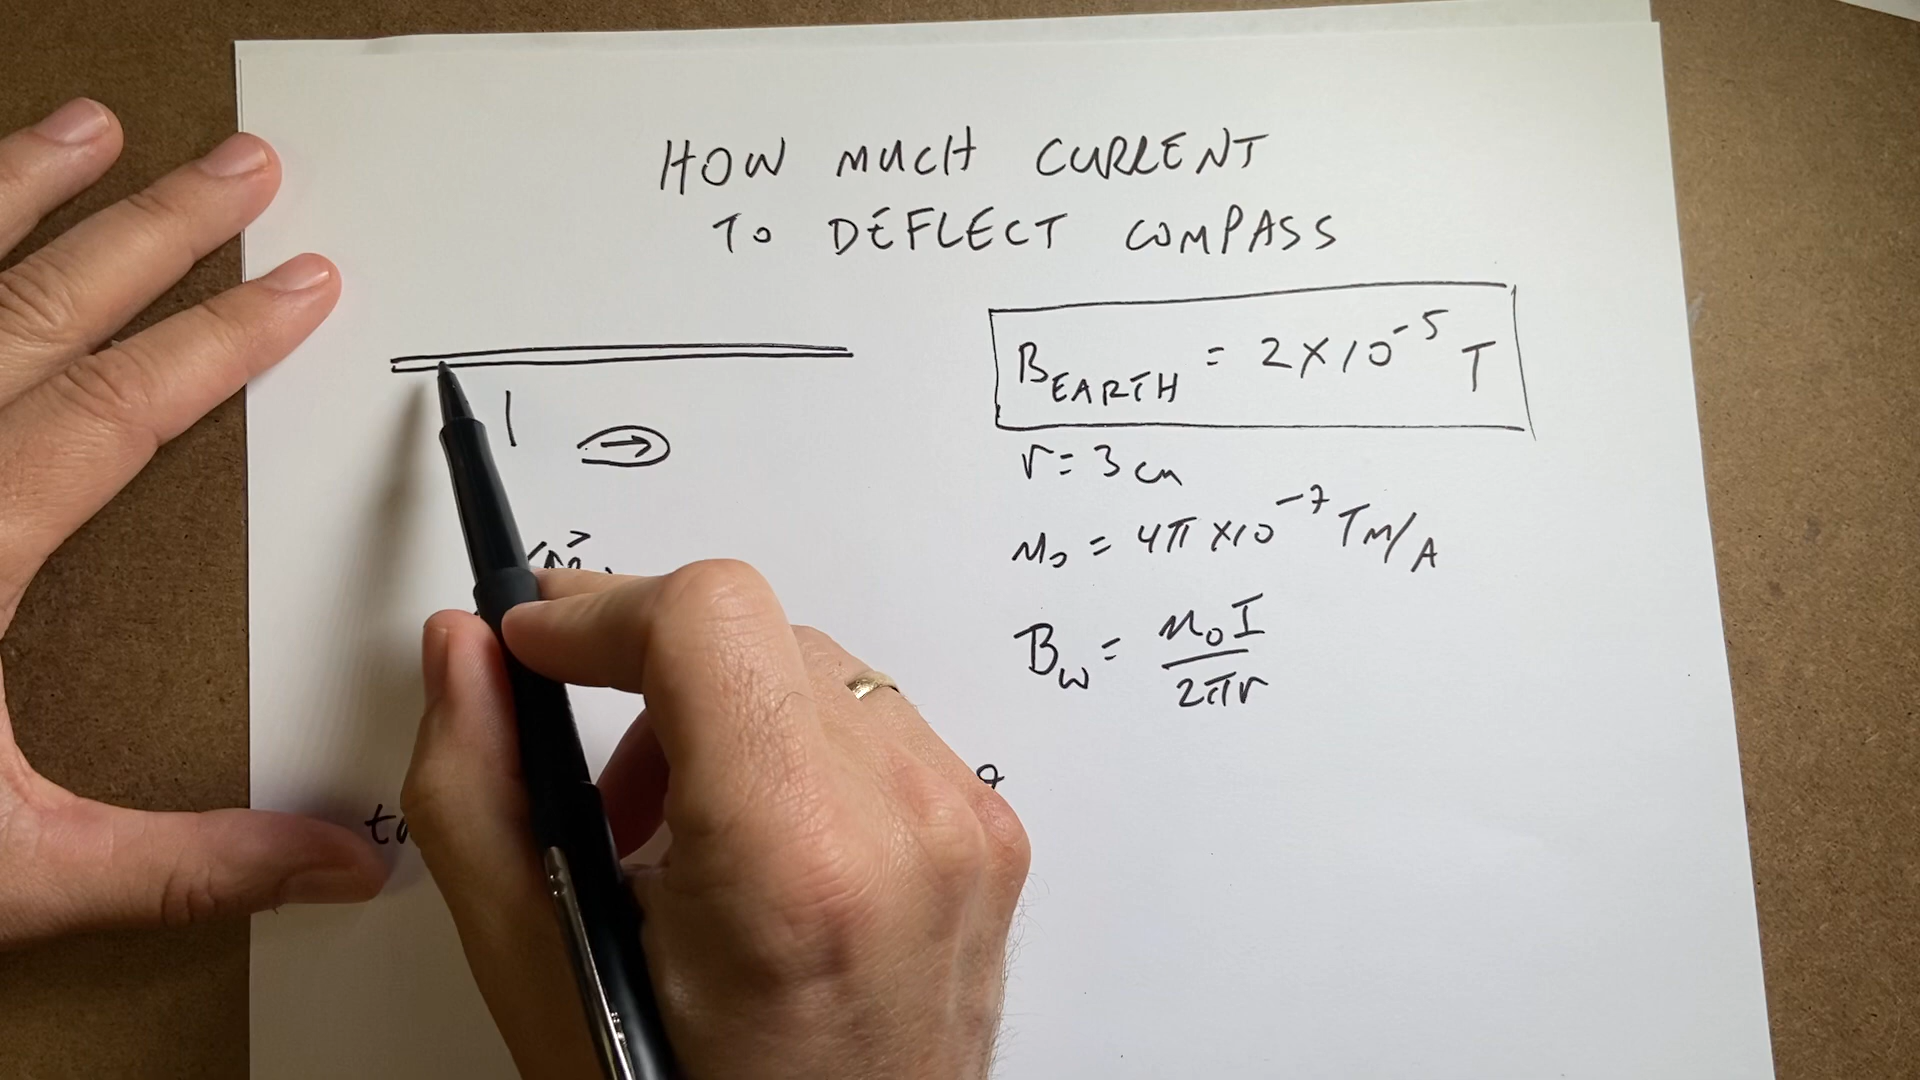 HOW MUCH CURRENT
TO DEFLECT COMPASS
B_EARTH = 2×10⁻⁵ T
r = 3 cm
μ₀ = 4π×10⁻⁷ Tm/A
B_w = μ₀I / 2πr